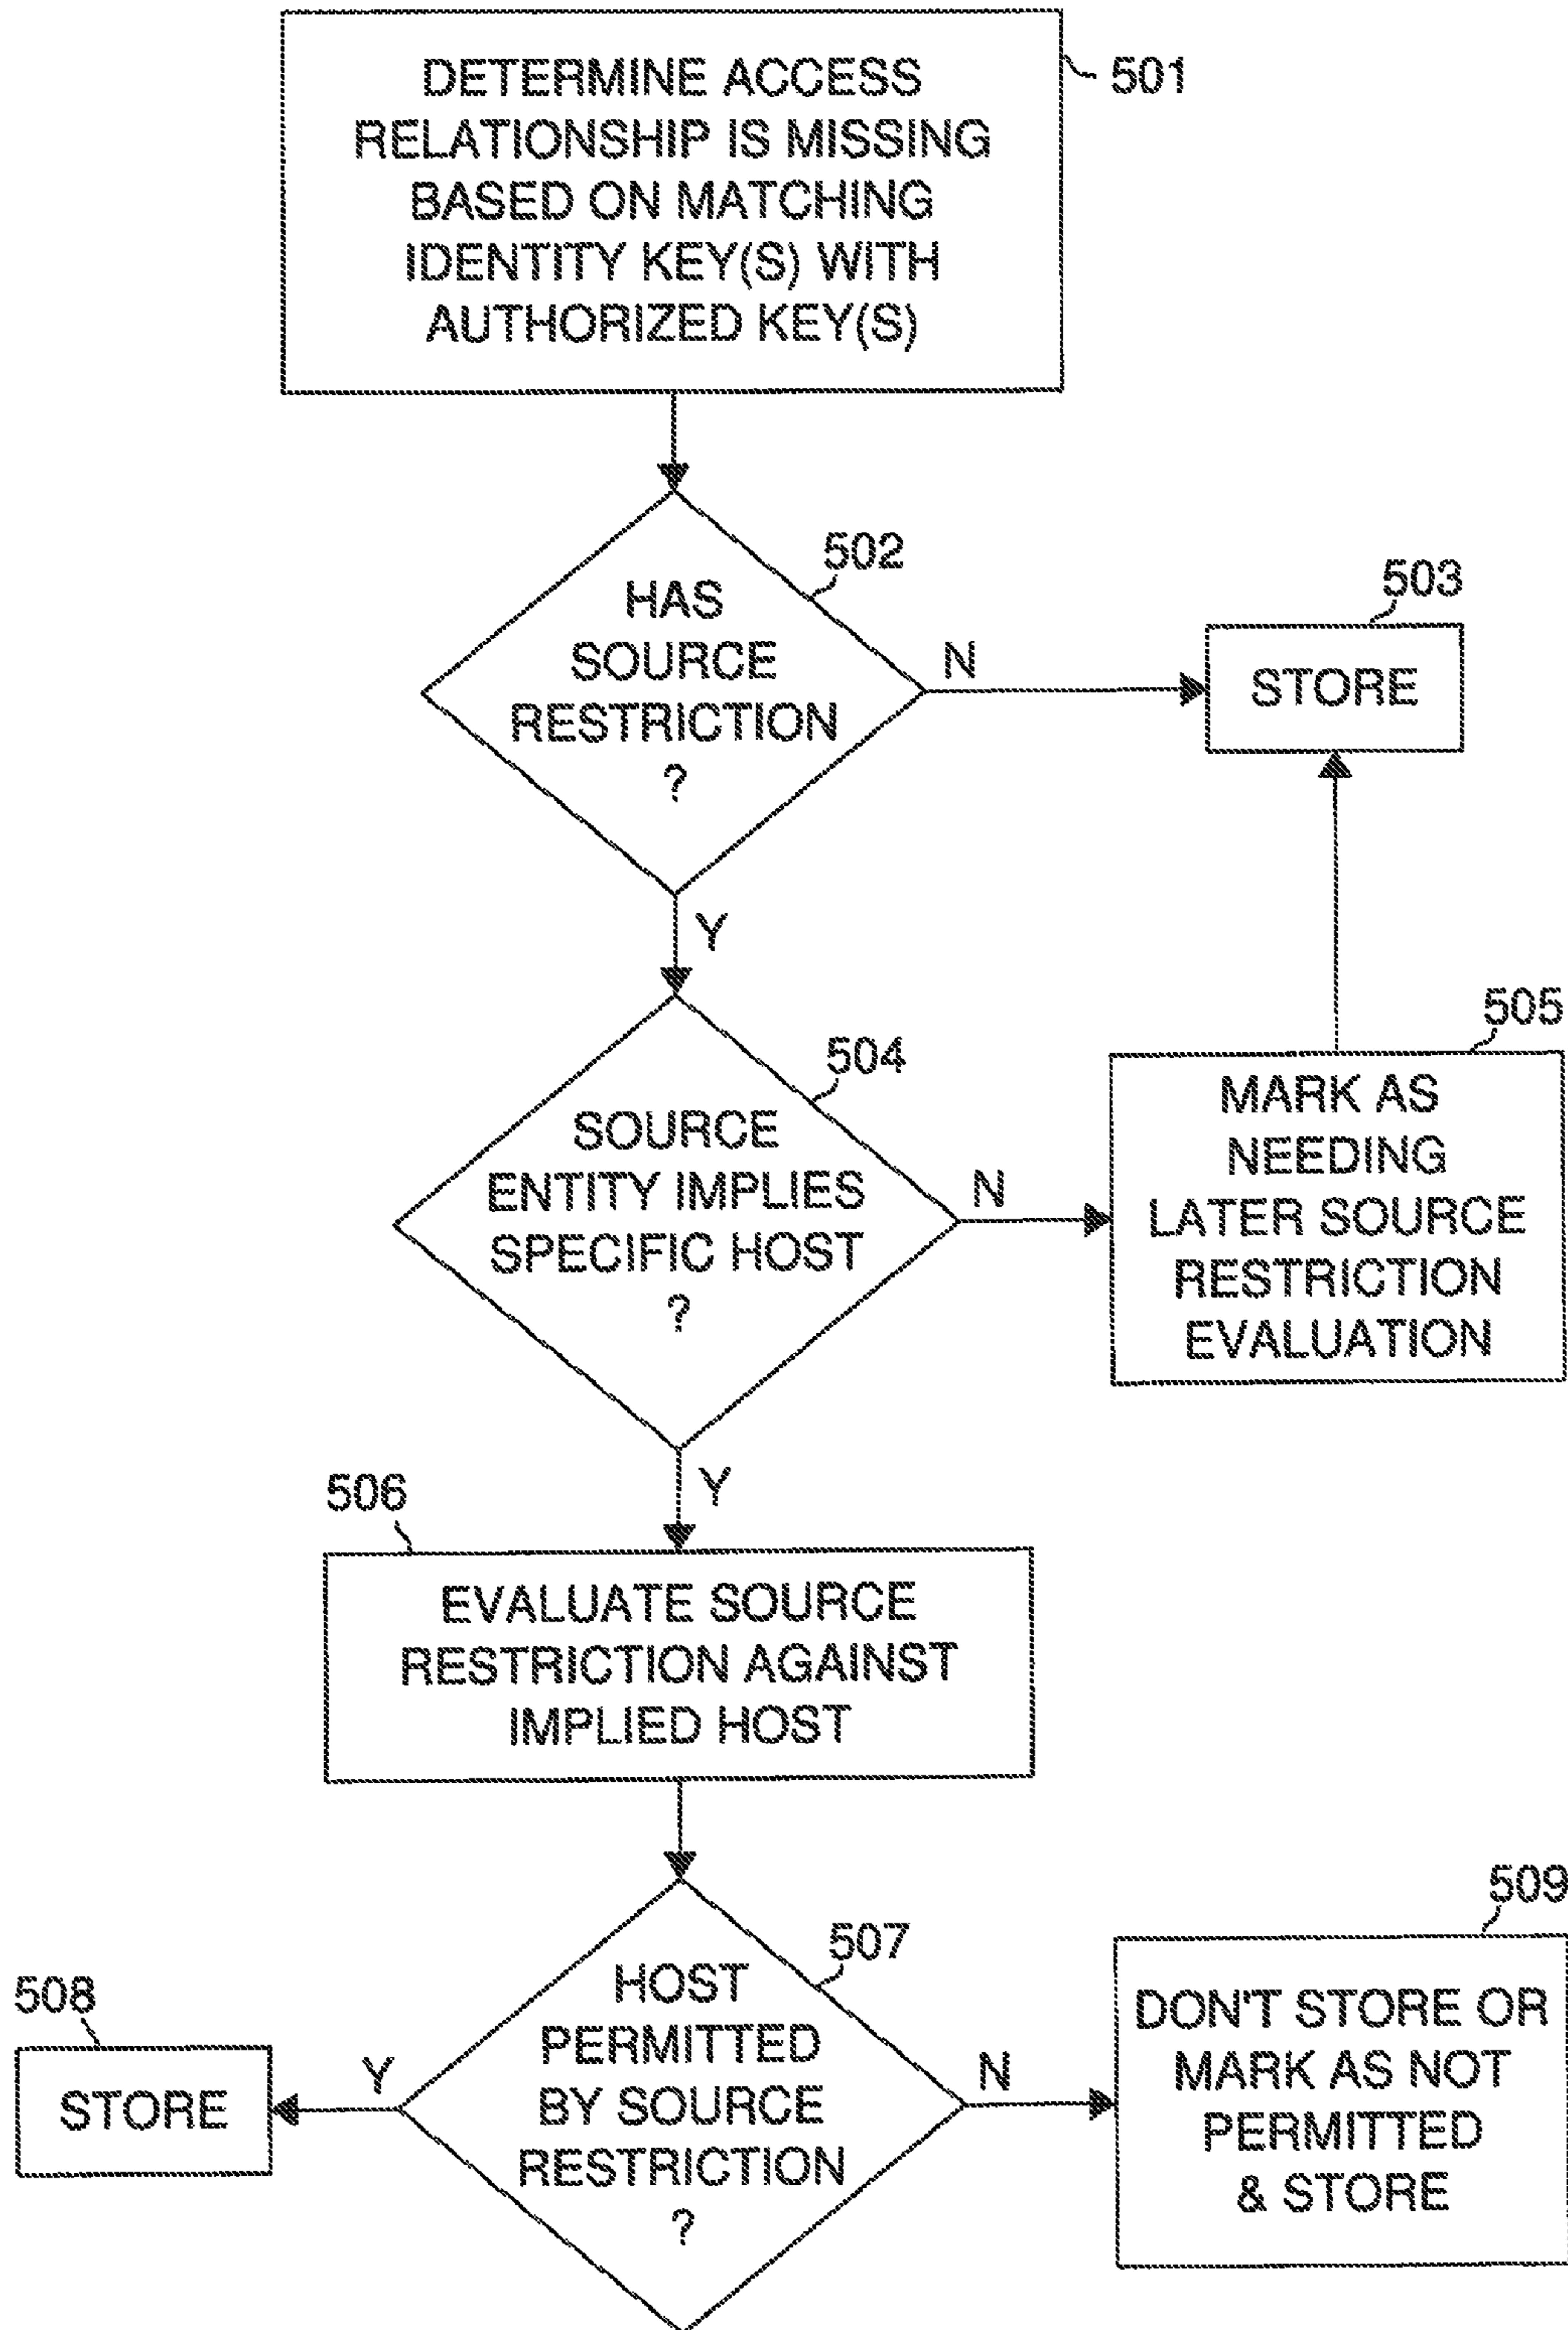 DETERMINE ACCESS
RELATIONSHIP IS MISSING
BASED ON MATCHING
IDENTITY KEY(S) WITH
AUTHORIZED KEY(S)
501
HAS
SOURCE
RESTRICTION
?
502
N
503
STORE
Y
SOURCE
ENTITY IMPLIES
SPECIFIC HOST
?
504
N
505
MARK AS
NEEDING
LATER SOURCE
RESTRICTION
EVALUATION
Y
506
EVALUATE SOURCE
RESTRICTION AGAINST
IMPLIED HOST
HOST
PERMITTED
BY SOURCE
RESTRICTION
?
507
Y
508
STORE
N
509
DON'T STORE OR
MARK AS NOT
PERMITTED
& STORE